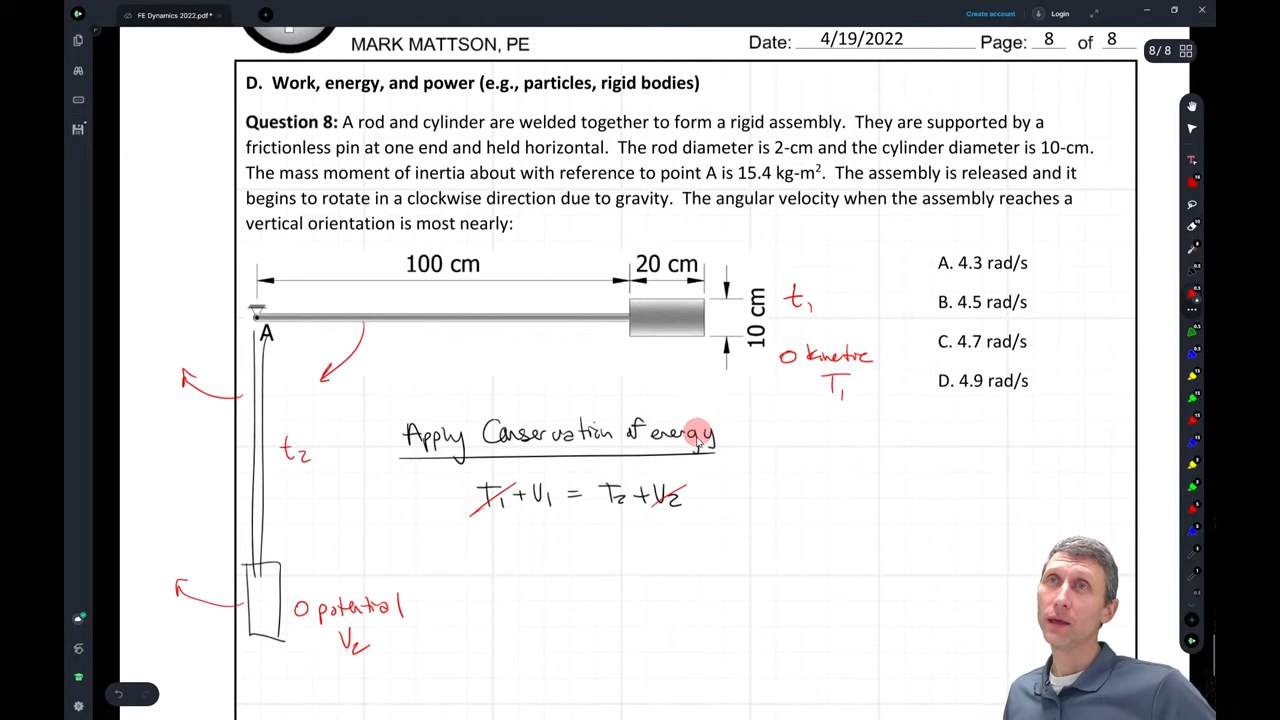 FE Dynamics 2022.pdf*
Create account
Login
MARK MATTSON, PE
Date: 4/19/2022 Page: 8 of 8
8/8
D. Work, energy, and power (e.g., particles, rigid bodies)
Question 8: A rod and cylinder are welded together to form a rigid assembly. They are supported by a
frictionless pin at one end and held horizontal. The rod diameter is 2-cm and the cylinder diameter is 10-cm.
The mass moment of inertia about with reference to point A is 15.4 kg-m². The assembly is released and it
begins to rotate in a clockwise direction due to gravity. The angular velocity when the assembly reaches a
vertical orientation is most nearly:
100 cm
20 cm
10 cm
A
t₁
O kinetic
T₁
A. 4.3 rad/s
B. 4.5 rad/s
C. 4.7 rad/s
D. 4.9 rad/s
t₂
Apply Conservation of energy
T₁ + V₁ = T₂ + V₂
O potential
V₂